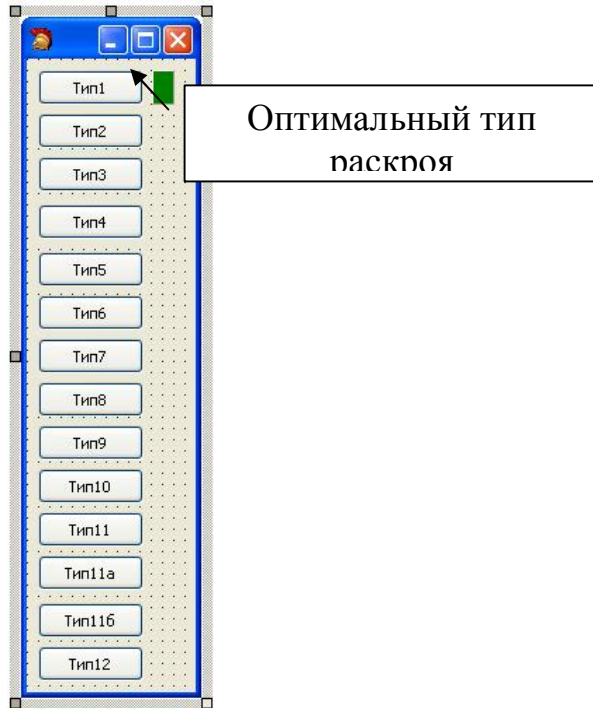 Тип1
Оптимальный тип
раскроя
Тип2
Тип3
Тип4
Тип5
Тип6
Тип7
Тип8
Тип9
Тип10
Тип11
Тип11а
Тип11б
Тип12